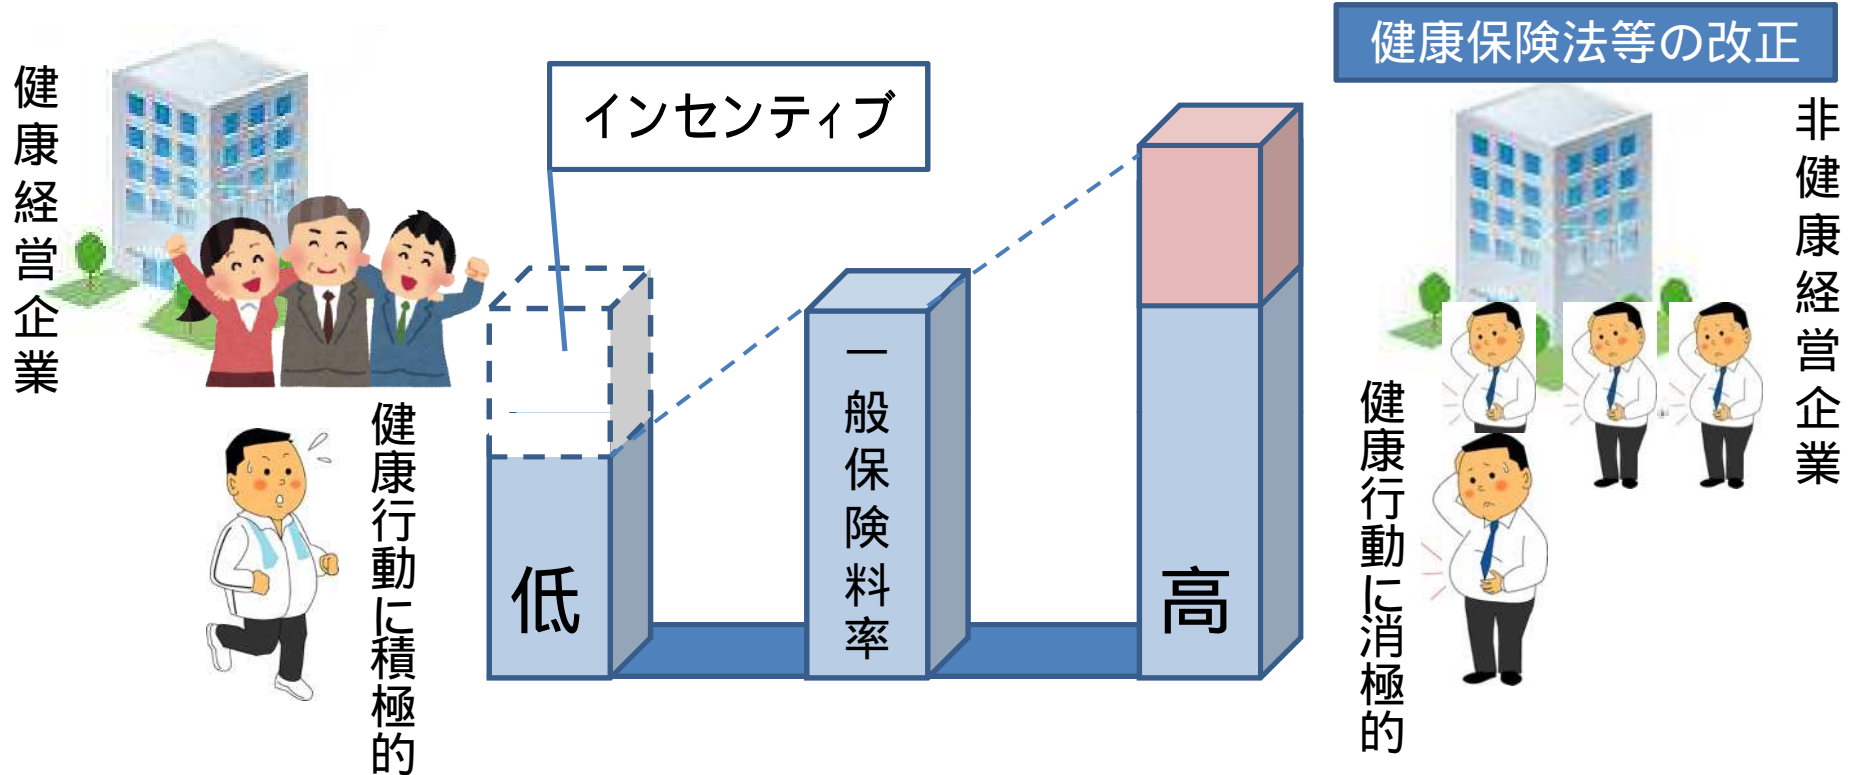 健康保険法等の改正
健康経営企業
インセンティブ
非健康経営企業
健康行動に積極的
低
一般保険料率
高
健康行動に消極的